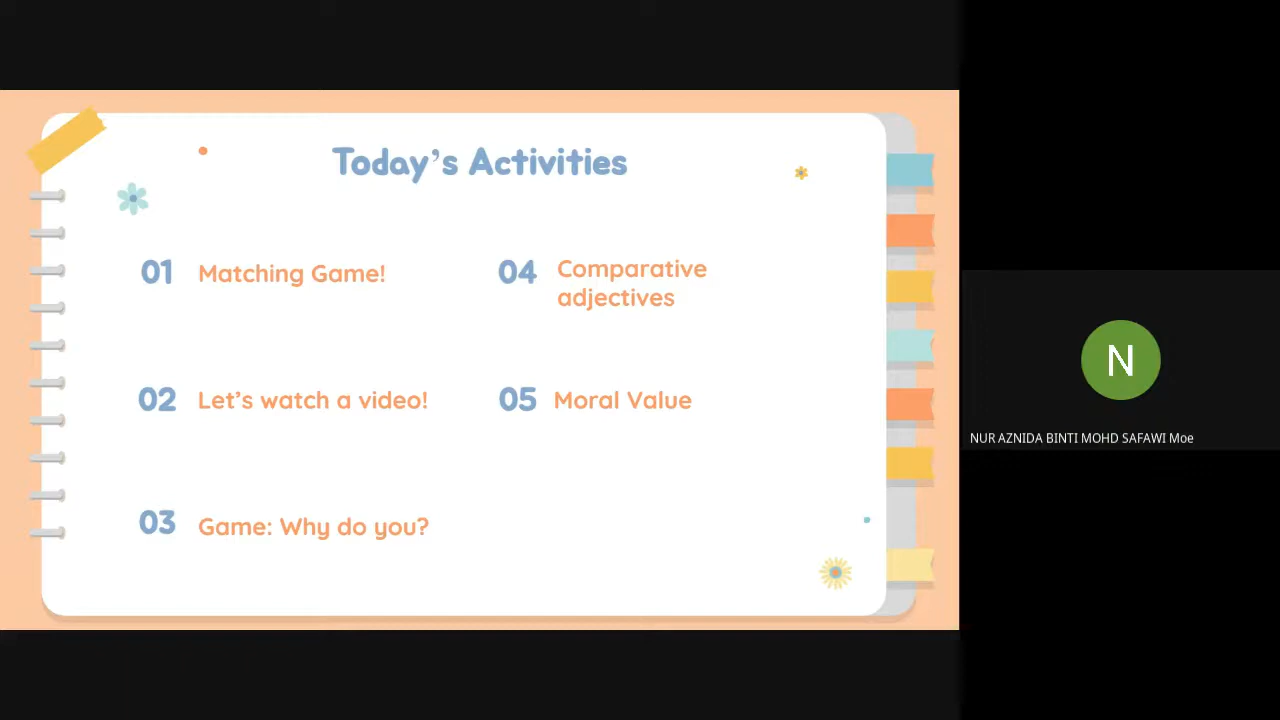 Today's Activities
01 Matching Game!
02 Let's watch a video!
03 Game: Why do you?
04 Comparative
adjectives
05 Moral Value
N
NUR AZNIDA BINTI MOHD SAFAWI Moe